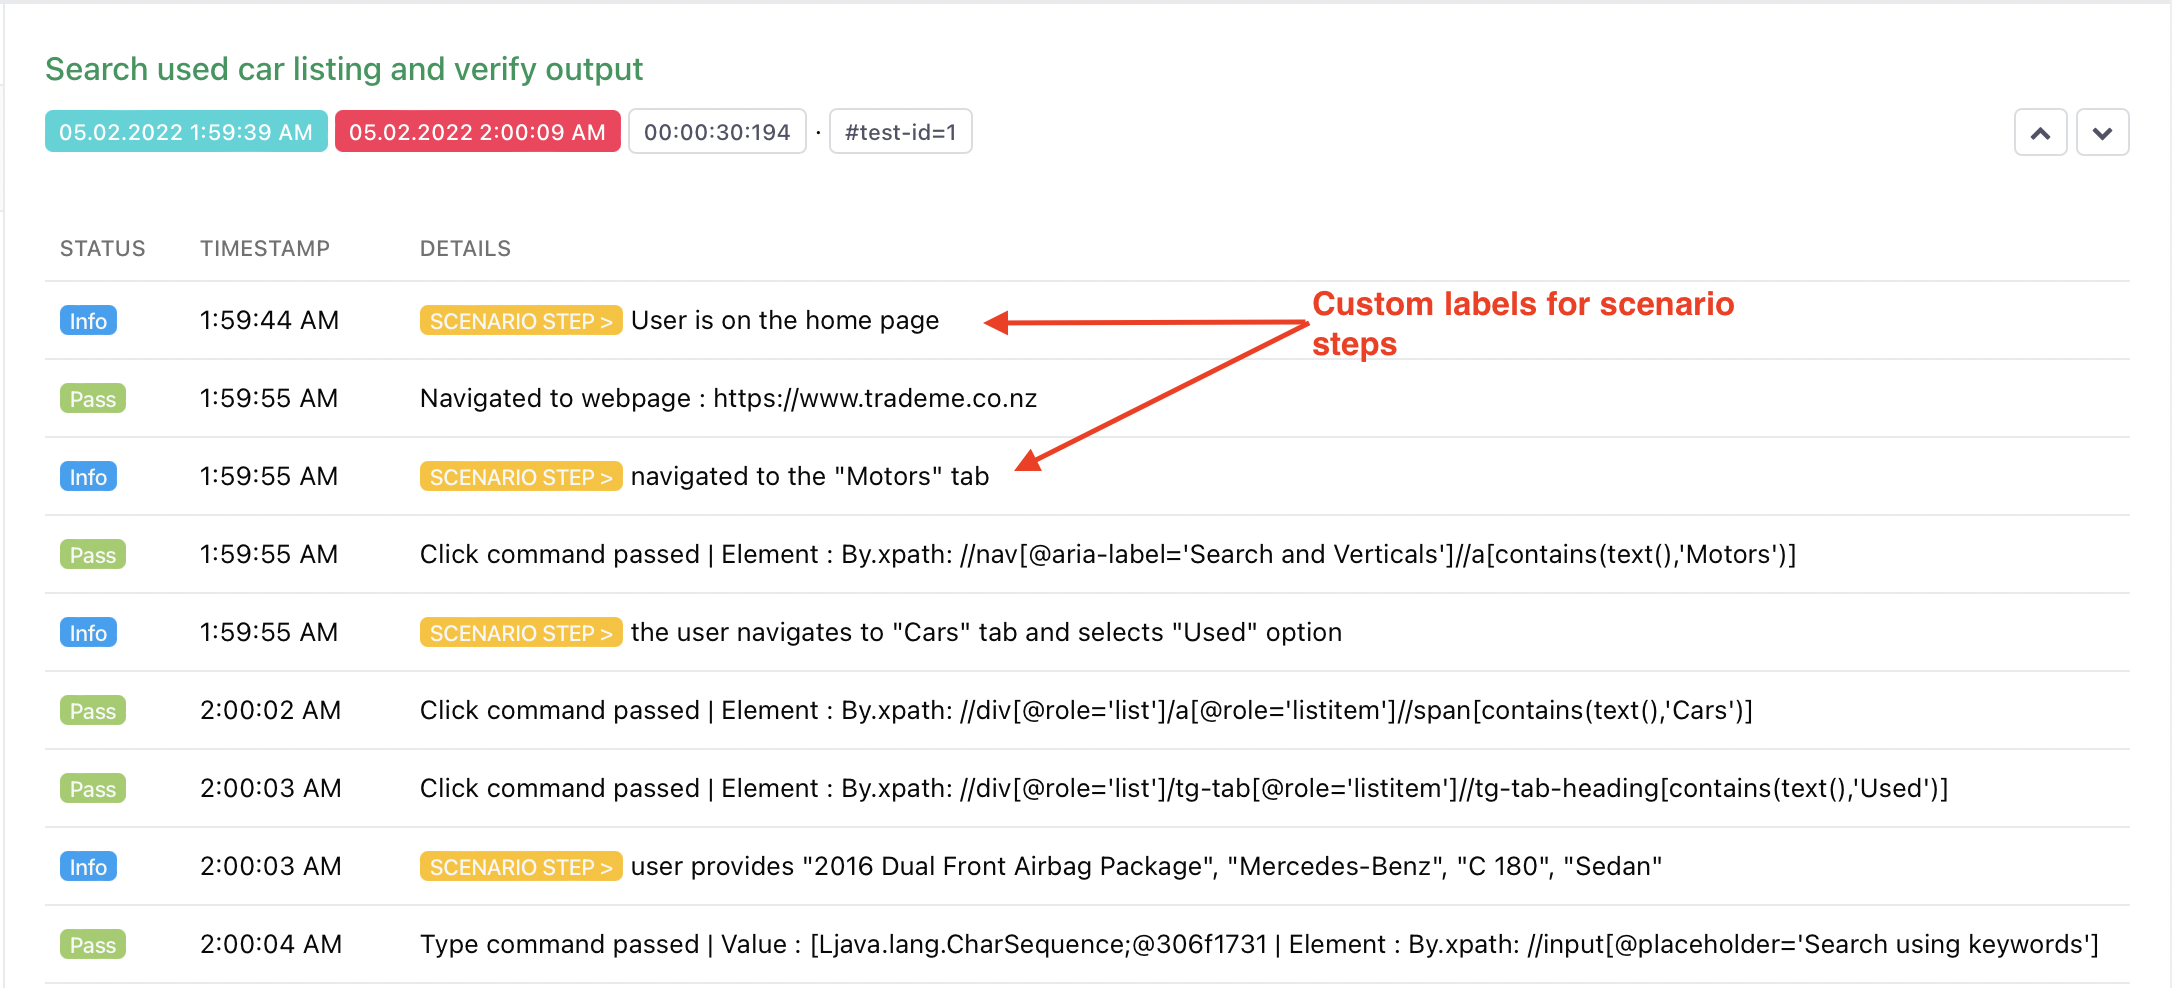 Search used car listing and verify output
05.02.2022 1:59:39 AM 05.02.2022 2:00:09 AM 00:00:30:194 · #test-id=1
STATUS TIMESTAMP DETAILS
Info 1:59:44 AM SCENARIO STEP > User is on the home page
Custom labels for scenario
steps
Pass 1:59:55 AM Navigated to webpage : https://www.trademe.co.nz
Info 1:59:55 AM SCENARIO STEP > navigated to the "Motors" tab
Pass 1:59:55 AM Click command passed | Element : By.xpath: //nav[@aria-label='Search and Verticals']//a[contains(text(),'Motors')]
Info 1:59:55 AM SCENARIO STEP > the user navigates to "Cars" tab and selects "Used" option
Pass 2:00:02 AM Click command passed | Element : By.xpath: //div[@role='list']/a[@role='listitem']//span[contains(text(),'Cars')]
Pass 2:00:03 AM Click command passed | Element : By.xpath: //div[@role='list']/tg-tab[@role='listitem']//tg-tab-heading[contains(text(),'Used')]
Info 2:00:03 AM SCENARIO STEP > user provides "2016 Dual Front Airbag Package", "Mercedes-Benz", "C 180", "Sedan"
Pass 2:00:04 AM Type command passed | Value : [Ljava.lang.CharSequence;@306f1731 | Element : By.xpath: //input[@placeholder='Search using keywords']